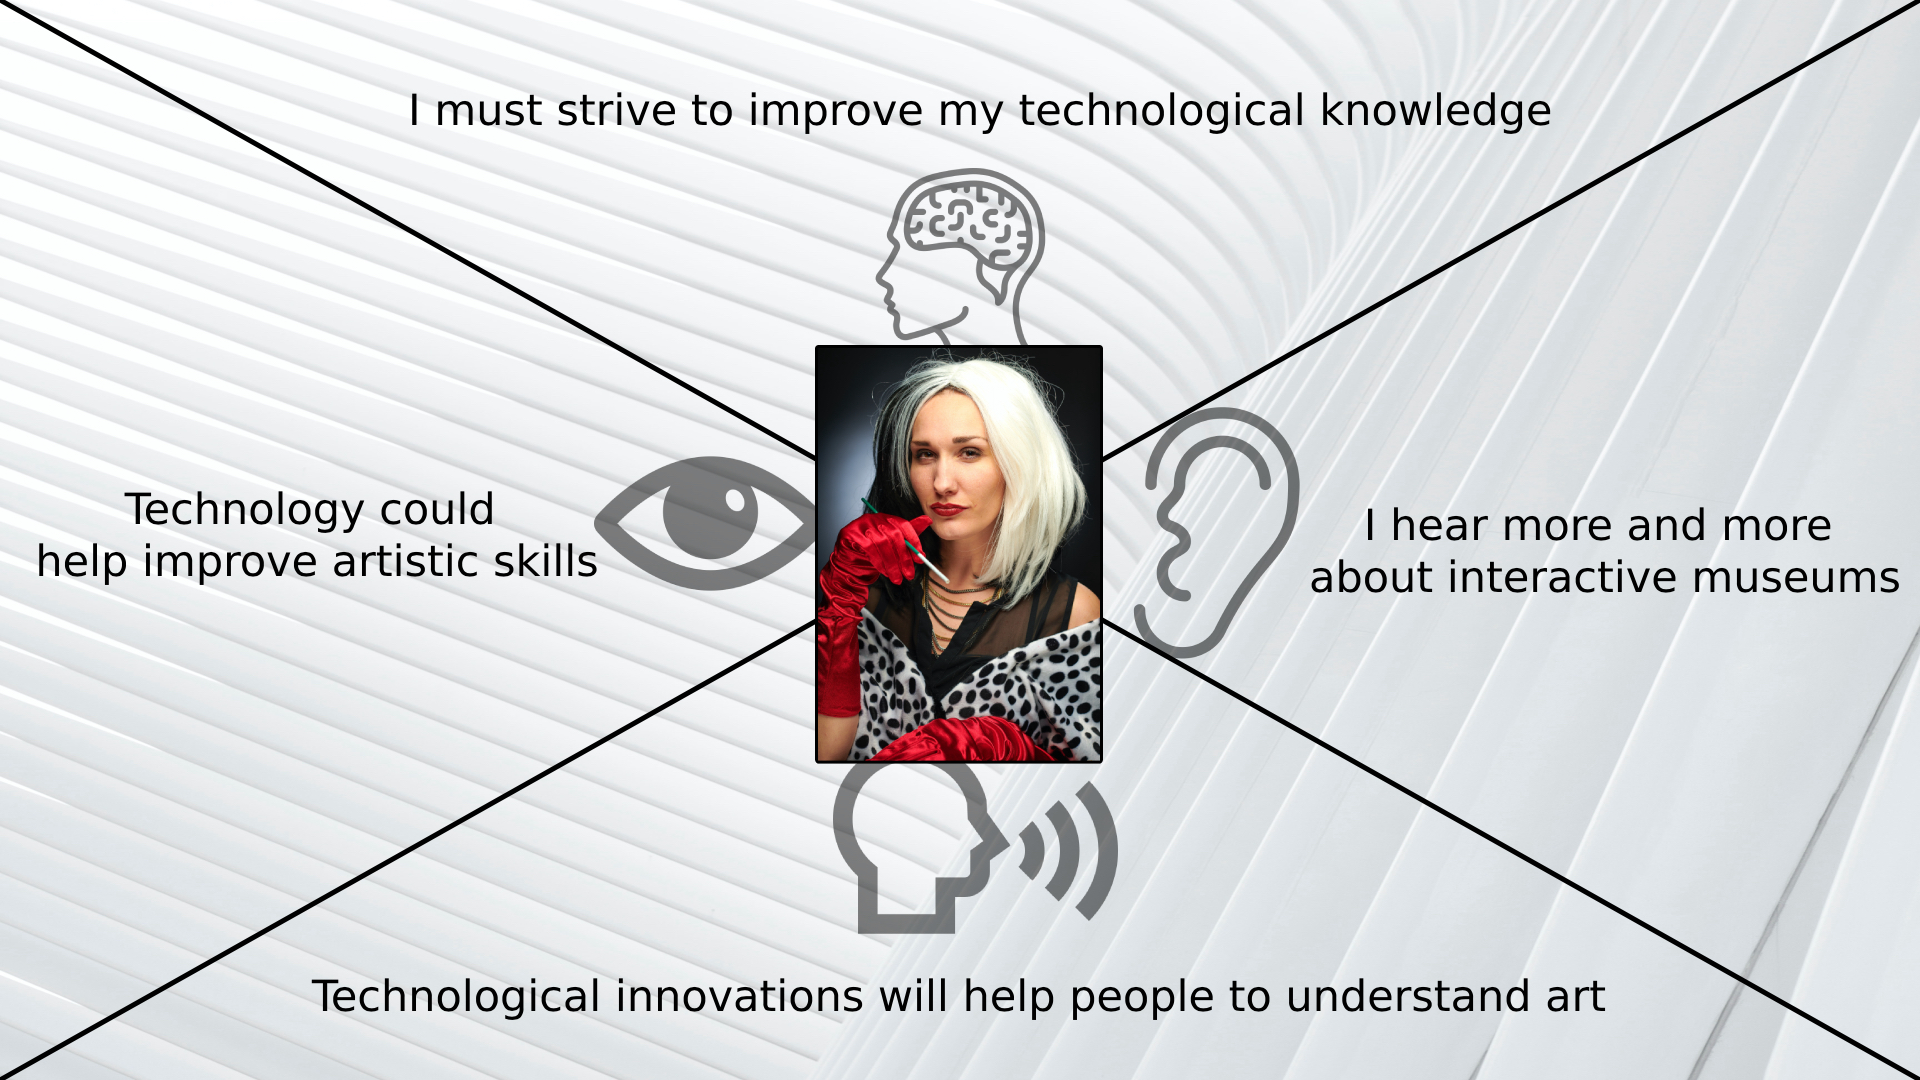 I must strive to improve my technological knowledge
Technology could
help improve artistic skills
I hear more and more
about interactive museums
Technological innovations will help people to understand art